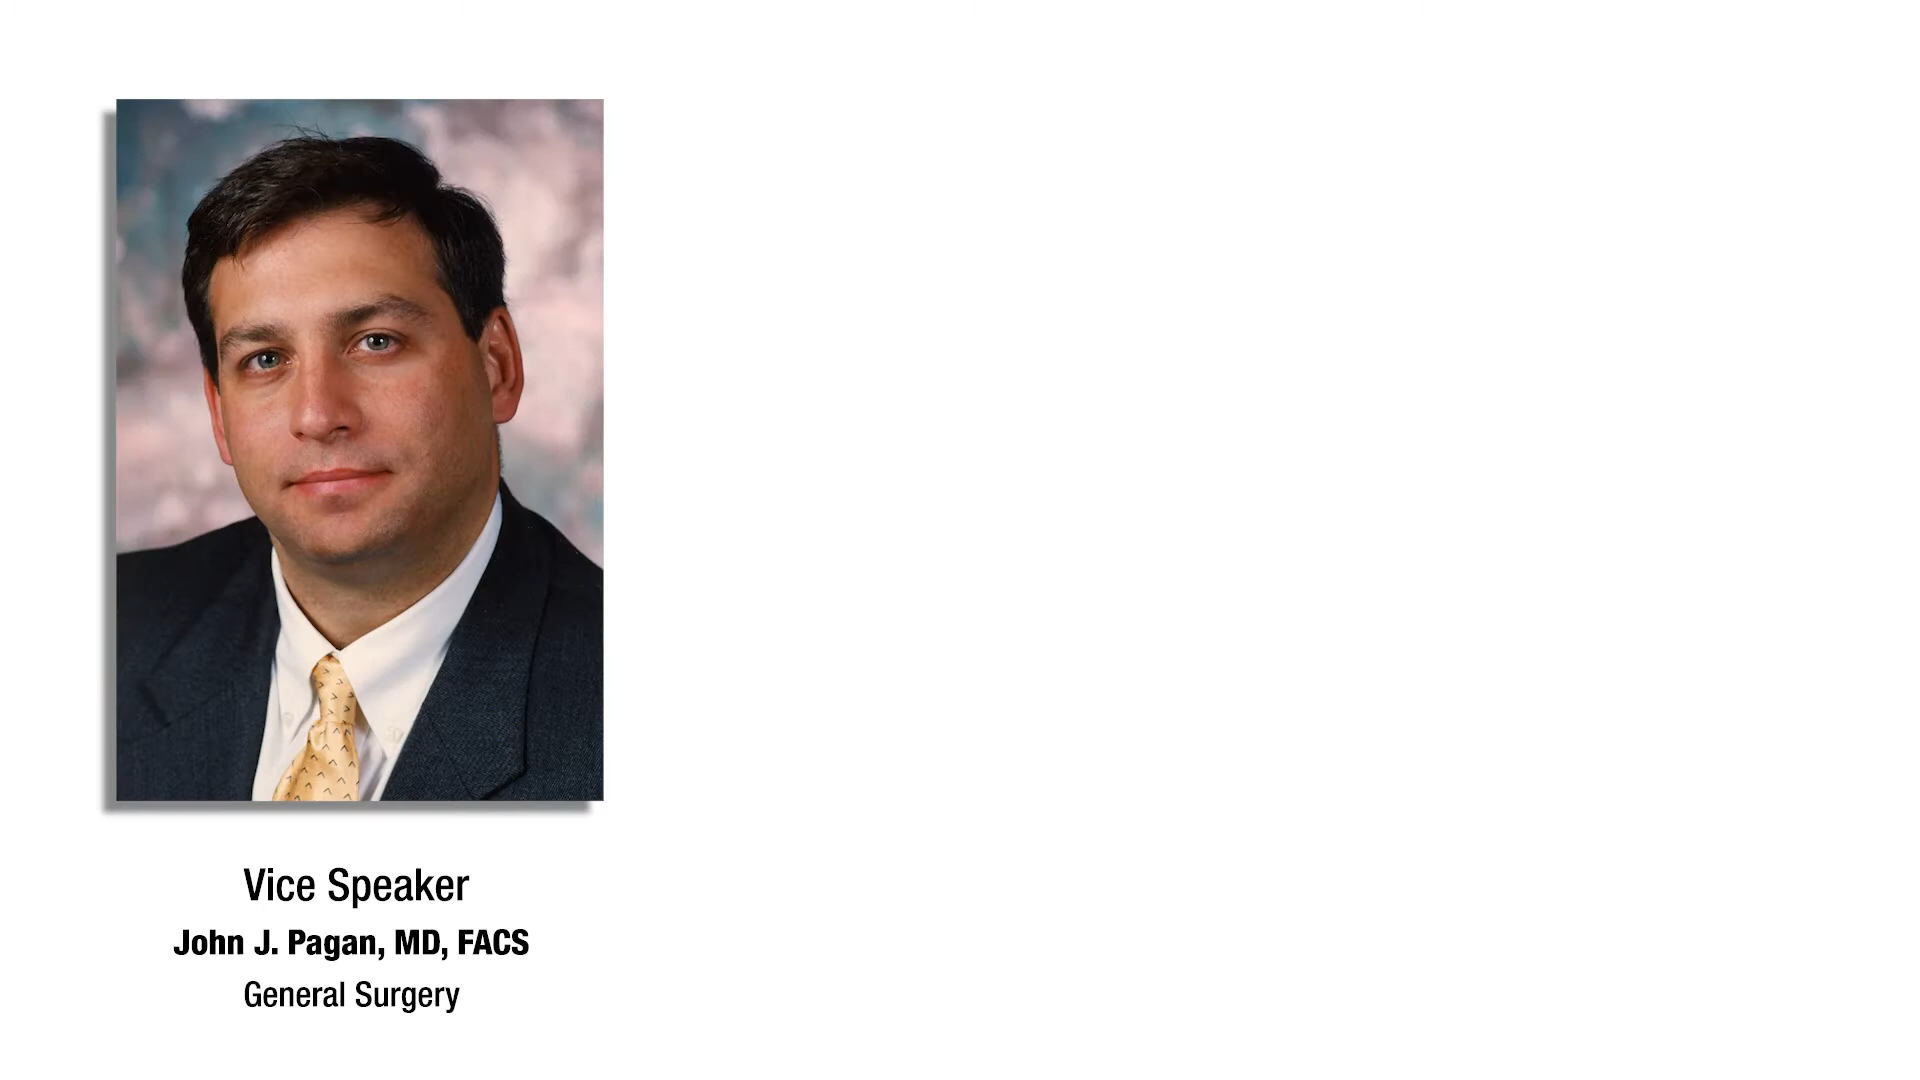 Vice Speaker
John J. Pagan, MD, FACS
General Surgery